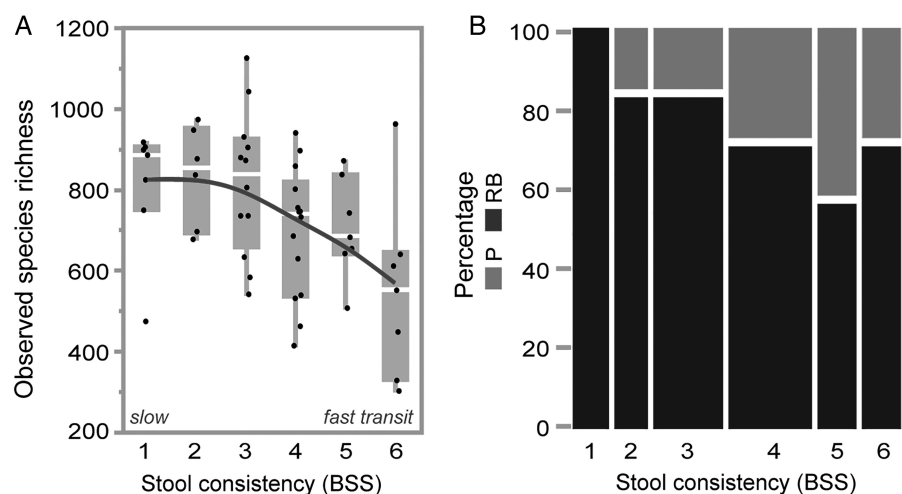 A
1200
1000
800
600
400
200
Observed species richness
slow
fast transit
1 2 3 4 5 6
Stool consistency (BSS)
B
100
80
60
40
20
0
Percentage
RB
P
1 2 3 4 5 6
Stool consistency (BSS)